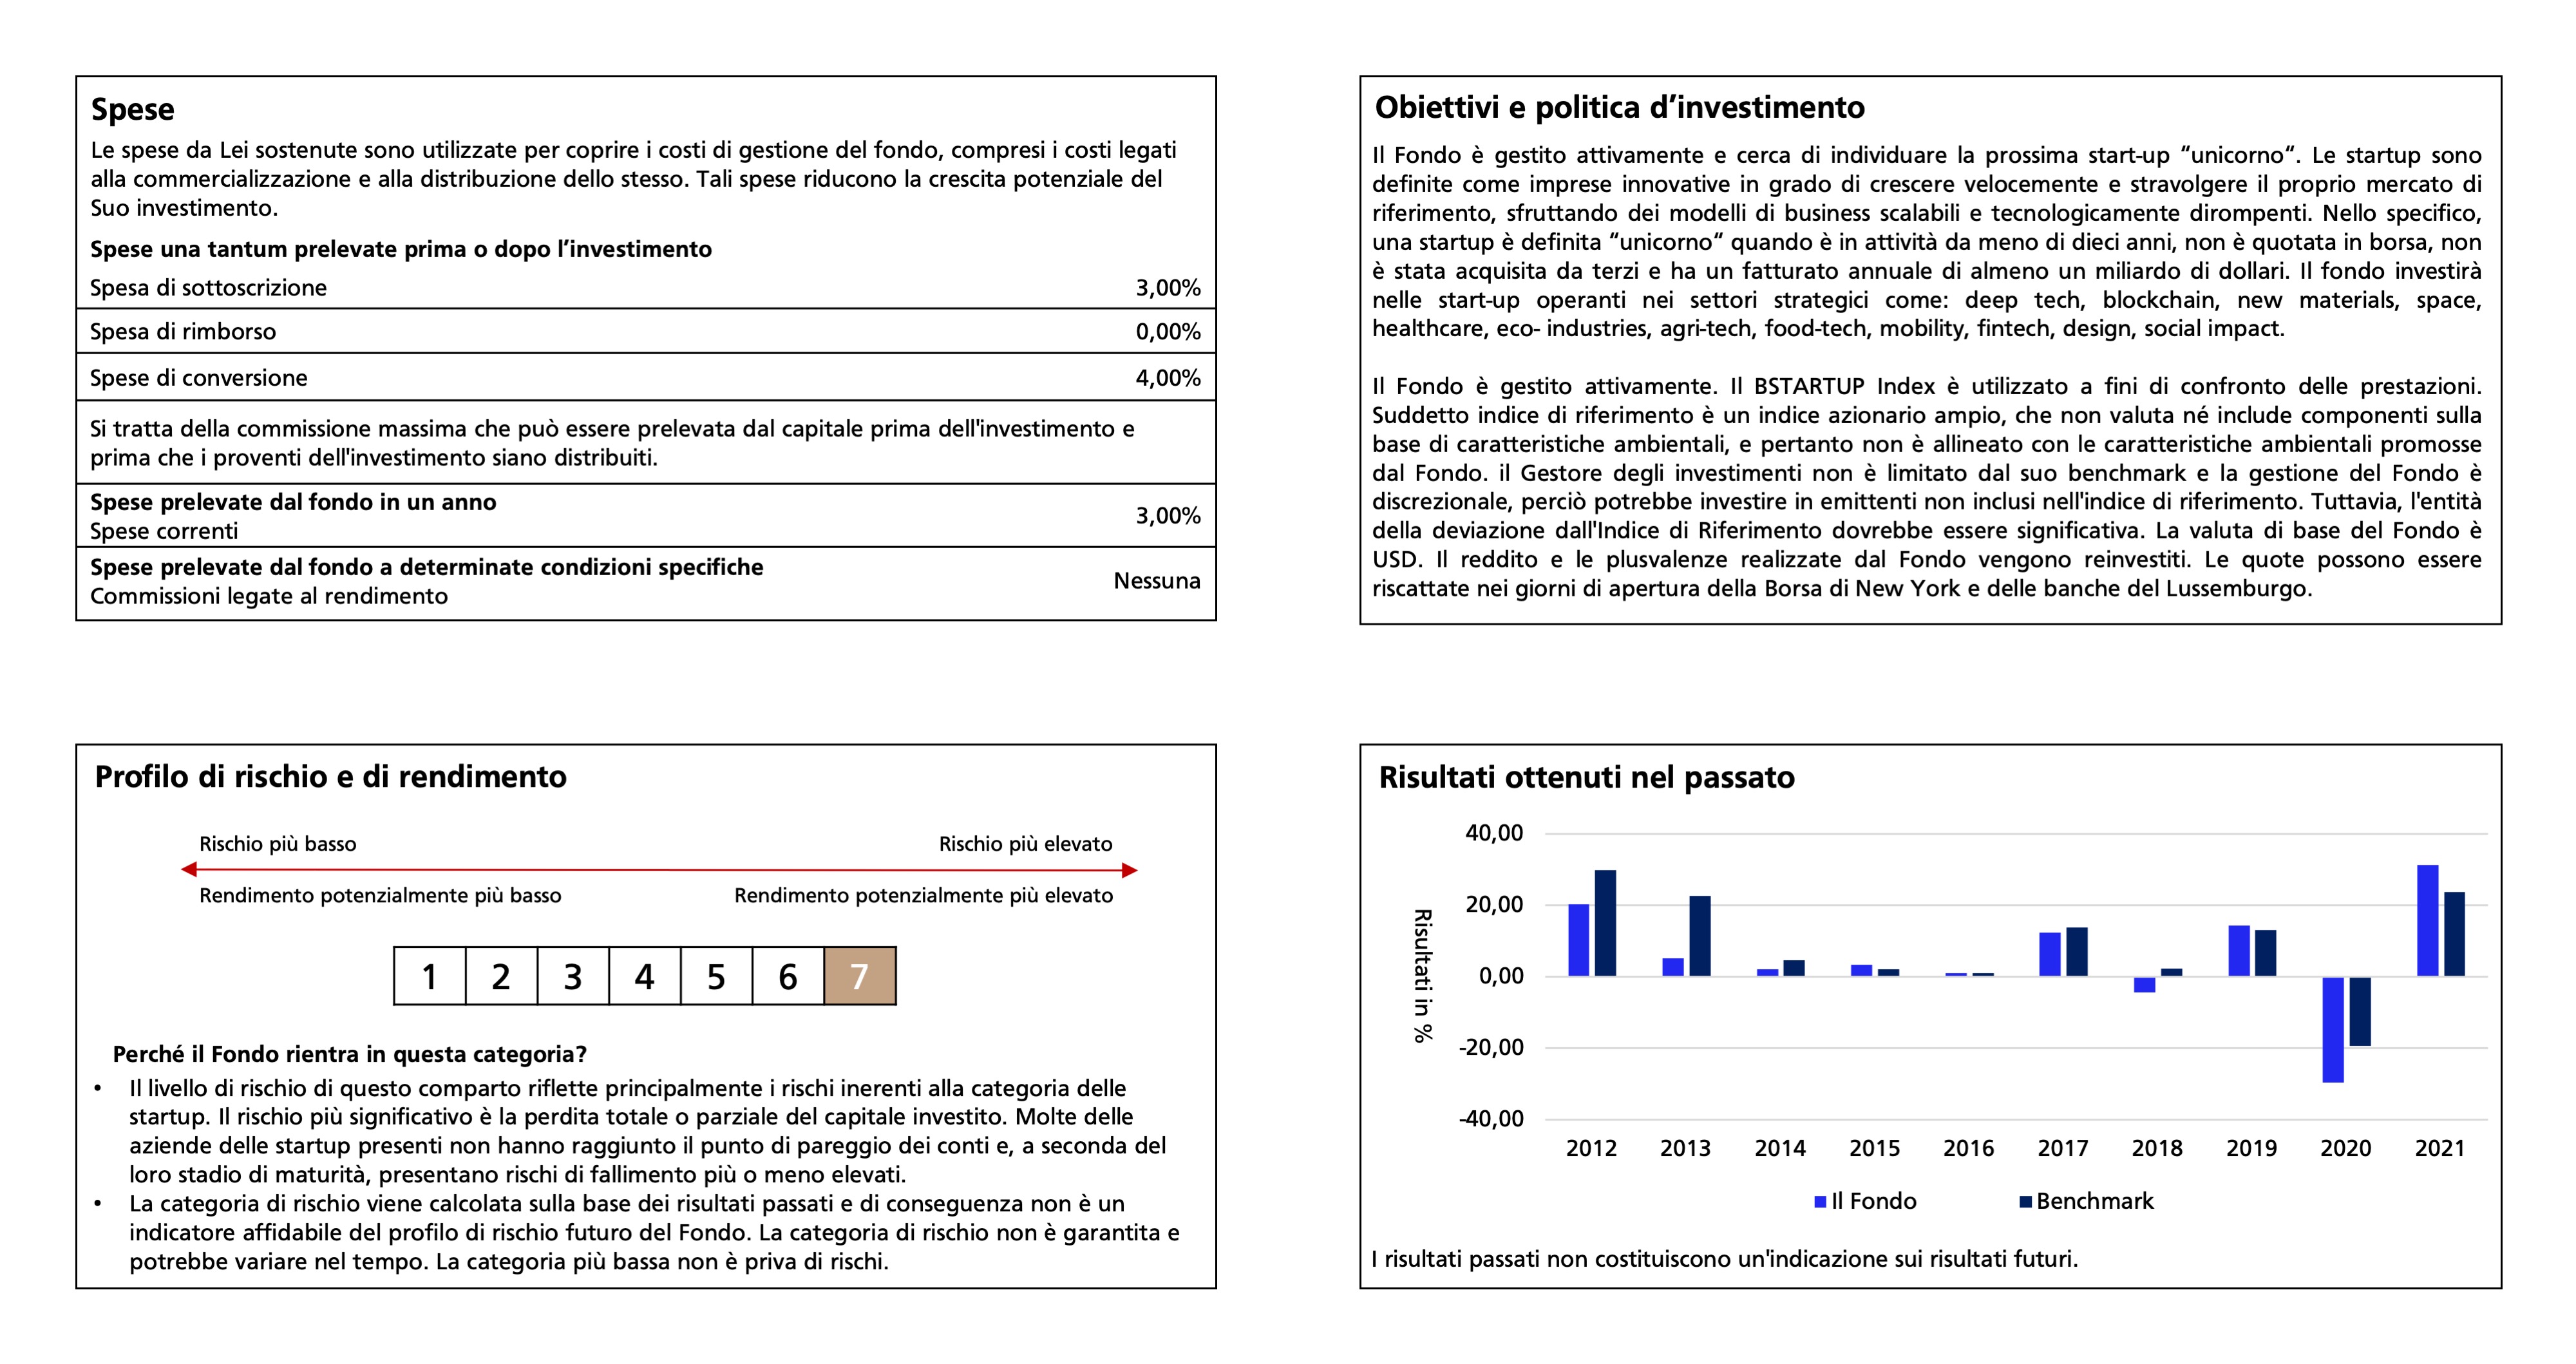 Spese
Le spese da Lei sostenute sono utilizzate per coprire i costi di gestione del fondo, compresi i costi legati
alla commercializzazione e alla distribuzione dello stesso. Tali spese riducono la crescita potenziale del
Suo investimento.
Spese una tantum prelevate prima o dopo l’investimento
Spesa di sottoscrizione 3,00%
Spesa di rimborso 0,00%
Spese di conversione 4,00%
Si tratta della commissione massima che può essere prelevata dal capitale prima dell'investimento e
prima che i proventi dell'investimento siano distribuiti.
Spese prelevate dal fondo in un anno
Spese correnti 3,00%
Spese prelevate dal fondo a determinate condizioni specifiche
Commissioni legate al rendimento Nessuna
Obiettivi e politica d’investimento
Il Fondo è gestito attivamente e cerca di individuare la prossima start-up “unicorno“. Le startup sono
definite come imprese innovative in grado di crescere velocemente e stravolgere il proprio mercato di
riferimento, sfruttando dei modelli di business scalabili e tecnologicamente dirompenti. Nello specifico,
una startup è definita “unicorno“ quando è in attività da meno di dieci anni, non è quotata in borsa, non
è stata acquisita da terzi e ha un fatturato annuale di almeno un miliardo di dollari. Il fondo investirà
nelle start-up operanti nei settori strategici come: deep tech, blockchain, new materials, space,
healthcare, eco- industries, agri-tech, food-tech, mobility, fintech, design, social impact.
Il Fondo è gestito attivamente. Il BSTARTUP Index è utilizzato a fini di confronto delle prestazioni.
Suddetto indice di riferimento è un indice azionario ampio, che non valuta né include componenti sulla
base di caratteristiche ambientali, e pertanto non è allineato con le caratteristiche ambientali promosse
dal Fondo. il Gestore degli investimenti non è limitato dal suo benchmark e la gestione del Fondo è
discrezionale, perciò potrebbe investire in emittenti non inclusi nell'indice di riferimento. Tuttavia, l'entità
della deviazione dall'Indice di Riferimento dovrebbe essere significativa. La valuta di base del Fondo è
USD. Il reddito e le plusvalenze realizzate dal Fondo vengono reinvestiti. Le quote possono essere
riscattate nei giorni di apertura della Borsa di New York e delle banche del Lussemburgo.
Profilo di rischio e di rendimento
Rischio più basso Rischio più elevato
Rendimento potenzialmente più basso Rendimento potenzialmente più elevato
1 2 3 4 5 6 7
Perché il Fondo rientra in questa categoria?
• Il livello di rischio di questo comparto riflette principalmente i rischi inerenti alla categoria delle
startup. Il rischio più significativo è la perdita totale o parziale del capitale investito. Molte delle
aziende delle startup presenti non hanno raggiunto il punto di pareggio dei conti e, a seconda del
loro stadio di maturità, presentano rischi di fallimento più o meno elevati.
• La categoria di rischio viene calcolata sulla base dei risultati passati e di conseguenza non è un
indicatore affidabile del profilo di rischio futuro del Fondo. La categoria di rischio non è garantita e
potrebbe variare nel tempo. La categoria più bassa non è priva di rischi.
Risultati ottenuti nel passato
Risultati in %
40,00
20,00
0,00
-20,00
-40,00
2012 2013 2014 2015 2016 2017 2018 2019 2020 2021
Il Fondo Benchmark
I risultati passati non costituiscono un'indicazione sui risultati futuri.